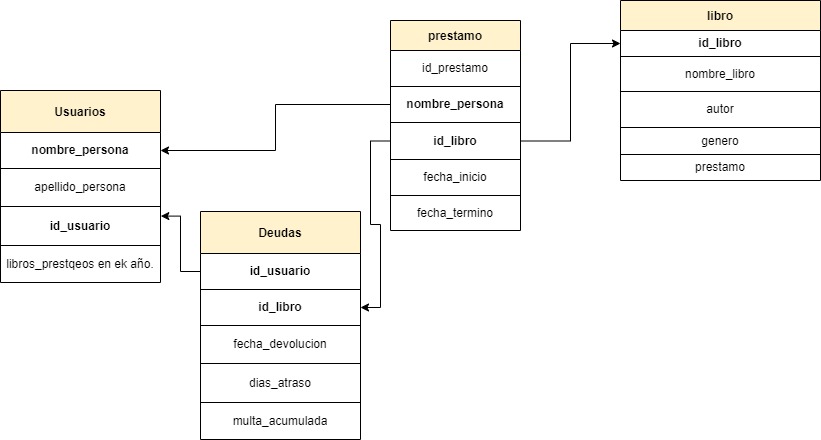 Usuarios
nombre_persona
apellido_persona
id_usuario
libros_prestqeos en ek año.
Deudas
id_usuario
id_libro
fecha_devolucion
dias_atraso
multa_acumulada
prestamo
id_prestamo
nombre_persona
id_libro
fecha_inicio
fecha_termino
libro
id_libro
nombre_libro
autor
genero
prestamo